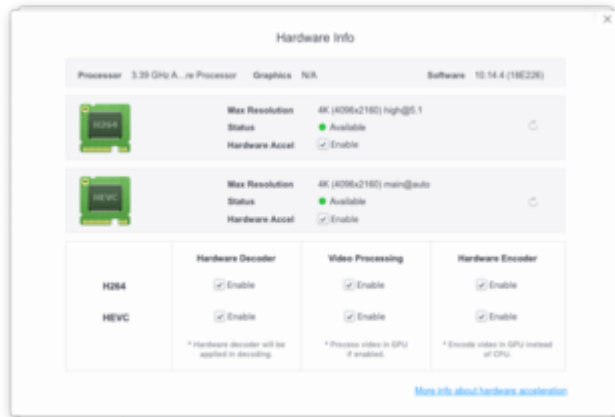 Hardware Info
Processor 3.39 GHz A...re Processor Graphics N/A Software 10.14.4 (18E226)
H264
Max Resolution 4K (4096x2160) high@5.1
Status Available
Hardware Accel Enable
HEVC
Max Resolution 4K (4096x2160) main@auto
Status Available
Hardware Accel Enable
Hardware Decoder Video Processing Hardware Encoder
H264 Enable Enable Enable
HEVC Enable Enable Enable
* Hardware decoder will be * Process video in GPU * Encode video in GPU instead
applied in decoding. if enabled. of CPU.
More info about hardware acceleration